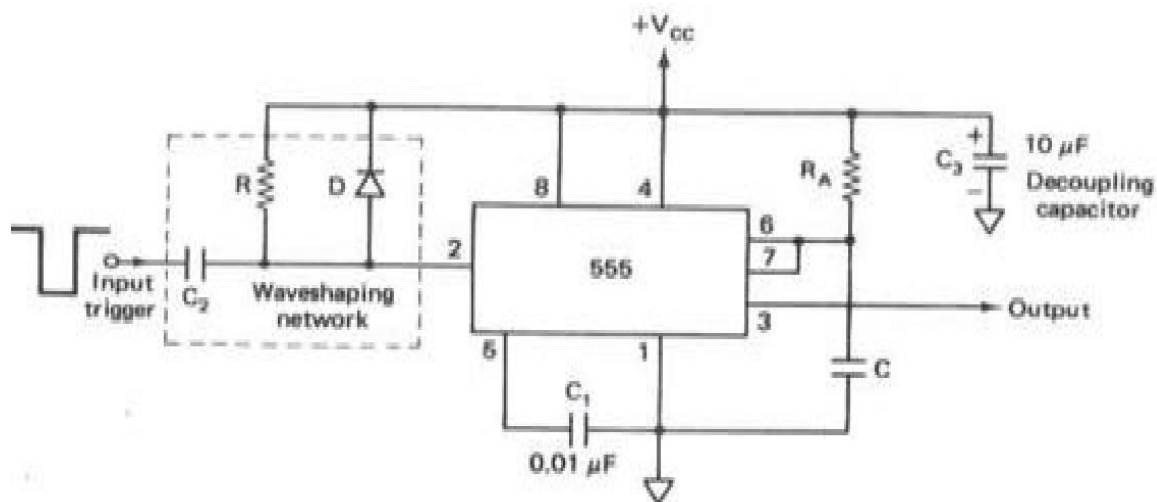 +VCC
R
D
8
4
RA
+
C3
10 µF
−
Decoupling
capacitor
2
6
7
555
Input
trigger
C2
Waveshaping
network
3
Output
5
1
C
C1
0.01 µF